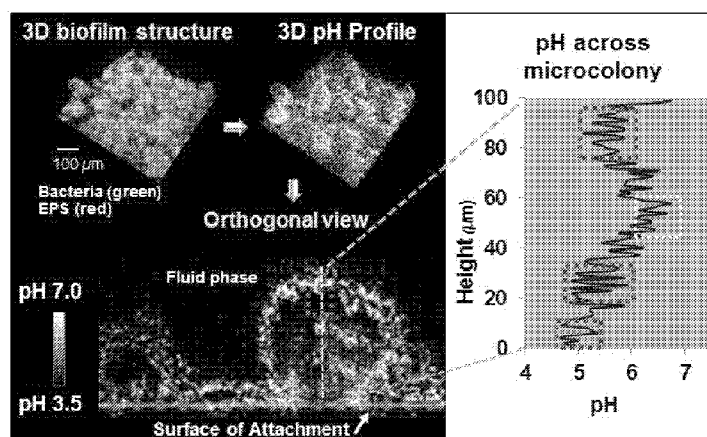 3D biofilm structure
3D pH Profile
100 µm
Bacteria (green)
EPS (red)
Orthogonal view
Fluid phase
pH 7.0
pH 3.5
Surface of Attachment
pH across
microcolony
Height (µm)
100
80
60
40
20
0
4 5 6 7
pH